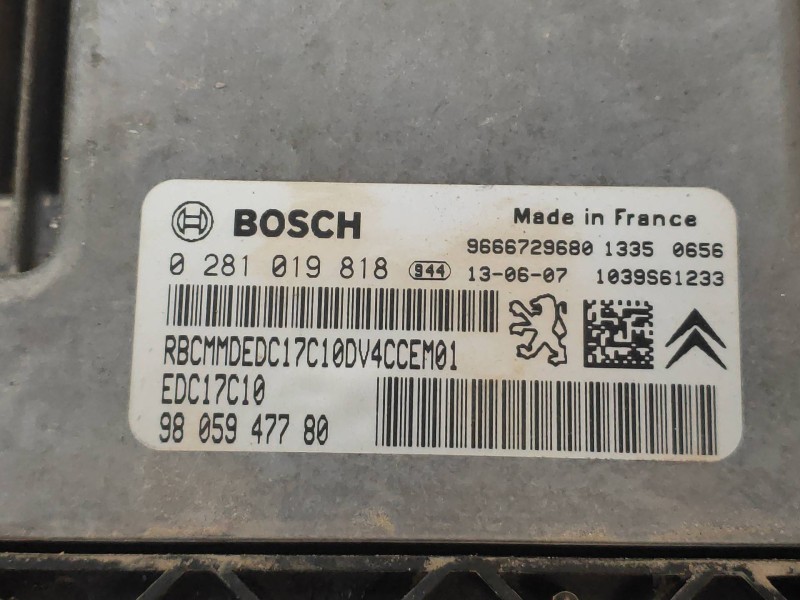 BOSCH
Made in France
9666729680 1335 0656
0 281 019 818 944 13-06-07 1039S61233
RBCMMDEDC17C10DV4CCEM01
EDC17C10
98 059 477 80